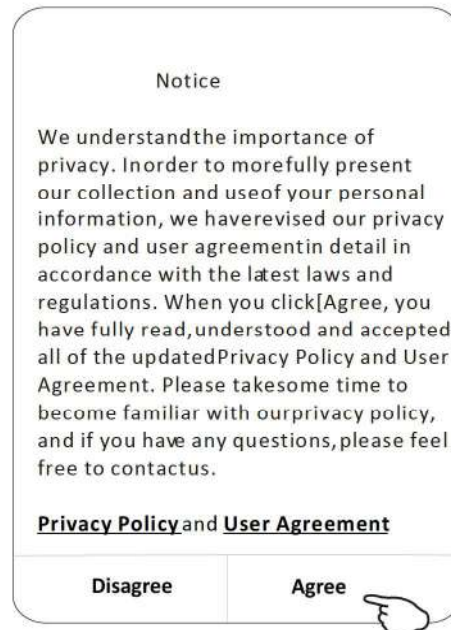 Notice
We understandthe importance of
privacy. Inorder to morefully present
our collection and useof your personal
information, we haverevised our privacy
policy and user agreementin detail in
accordance with the latest laws and
regulations. When you click[Agree, you
have fully read,understood and accepted
all of the updatedPrivacy Policy and User
Agreement. Please takesome time to
become familiar with ourprivacy policy,
and if you have any questions,please feel
free to contactus.
Privacy Policy and User Agreement
Disagree Agree